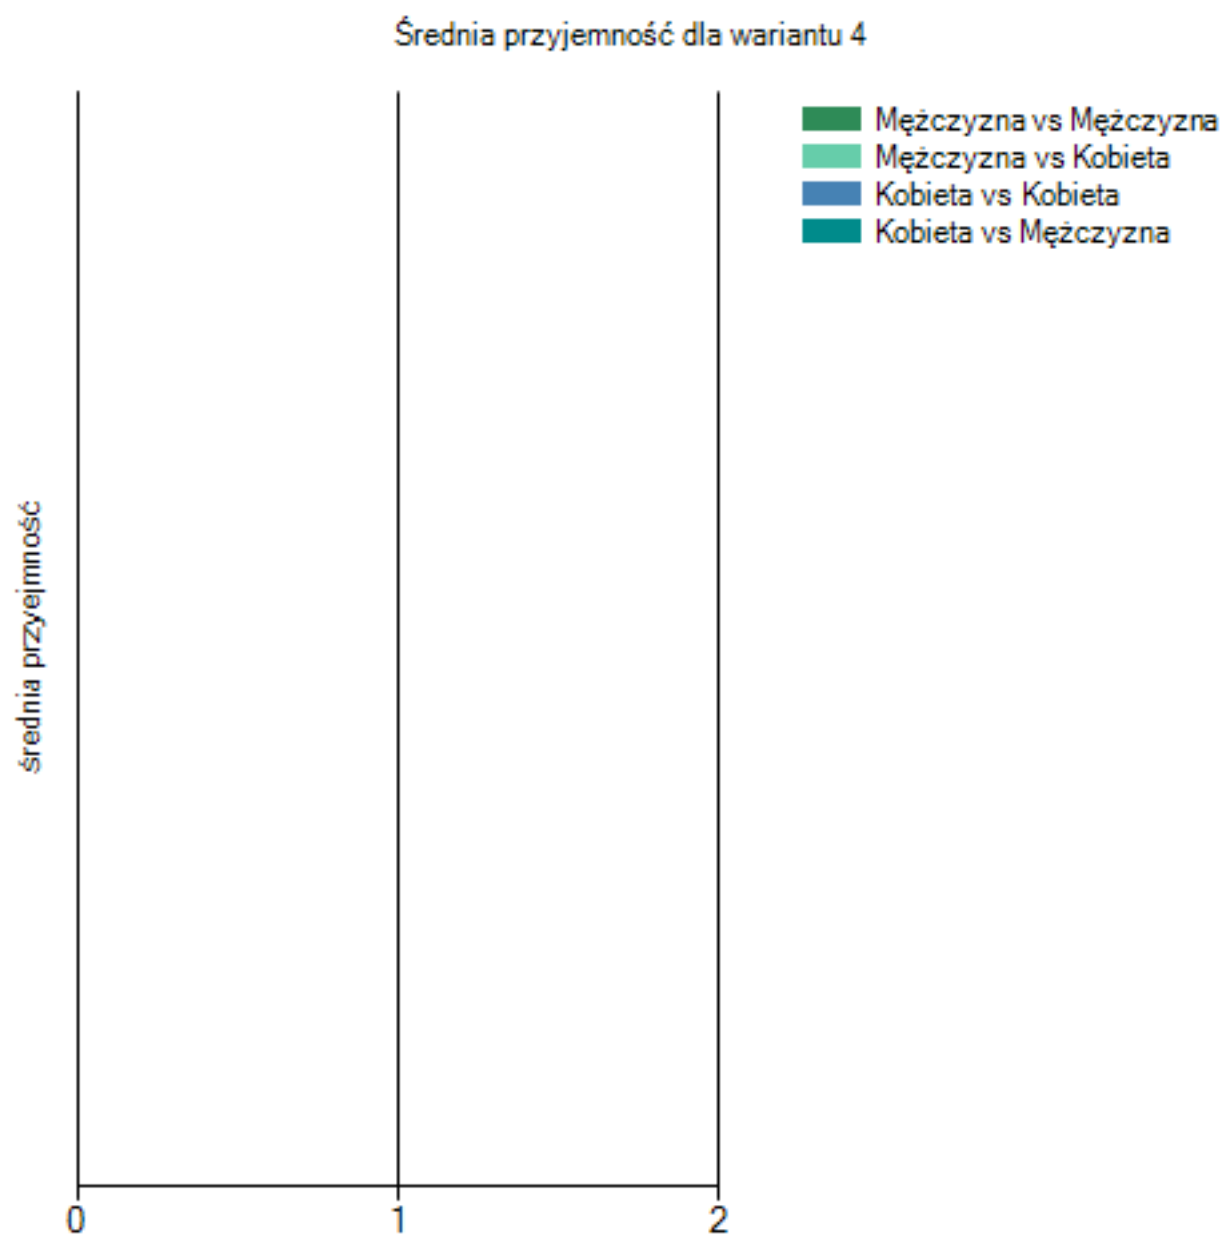 Średnia przyjemność dla wariantu 4
Mężczyzna vs Mężczyzna
Mężczyzna vs Kobieta
Kobieta vs Kobieta
Kobieta vs Mężczyzna
średnia przyejmność
0 1 2